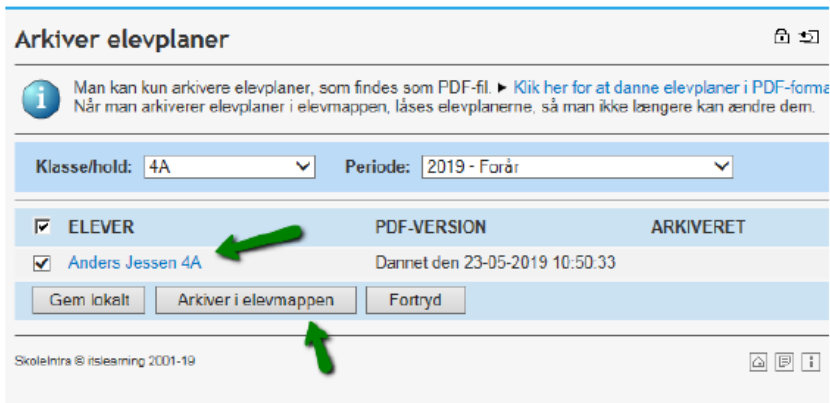 Arkiver elevplaner
Man kan kun arkivere elevplaner, som findes som PDF-fil. ► Klik her for at danne elevplaner i PDF-forma
Når man arkiverer elevplaner i elevmappen, låses elevplanerne, så man ikke længere kan ændre dem.
Klasse/hold: 4A Periode: 2019 - Forår
ELEVER PDF-VERSION ARKIVERET
Anders Jessen 4A Dannet den 23-05-2019 10:50:33
Gem lokalt Arkiver i elevmappen Fortryd
SkoleIntra © itslearning 2001-19